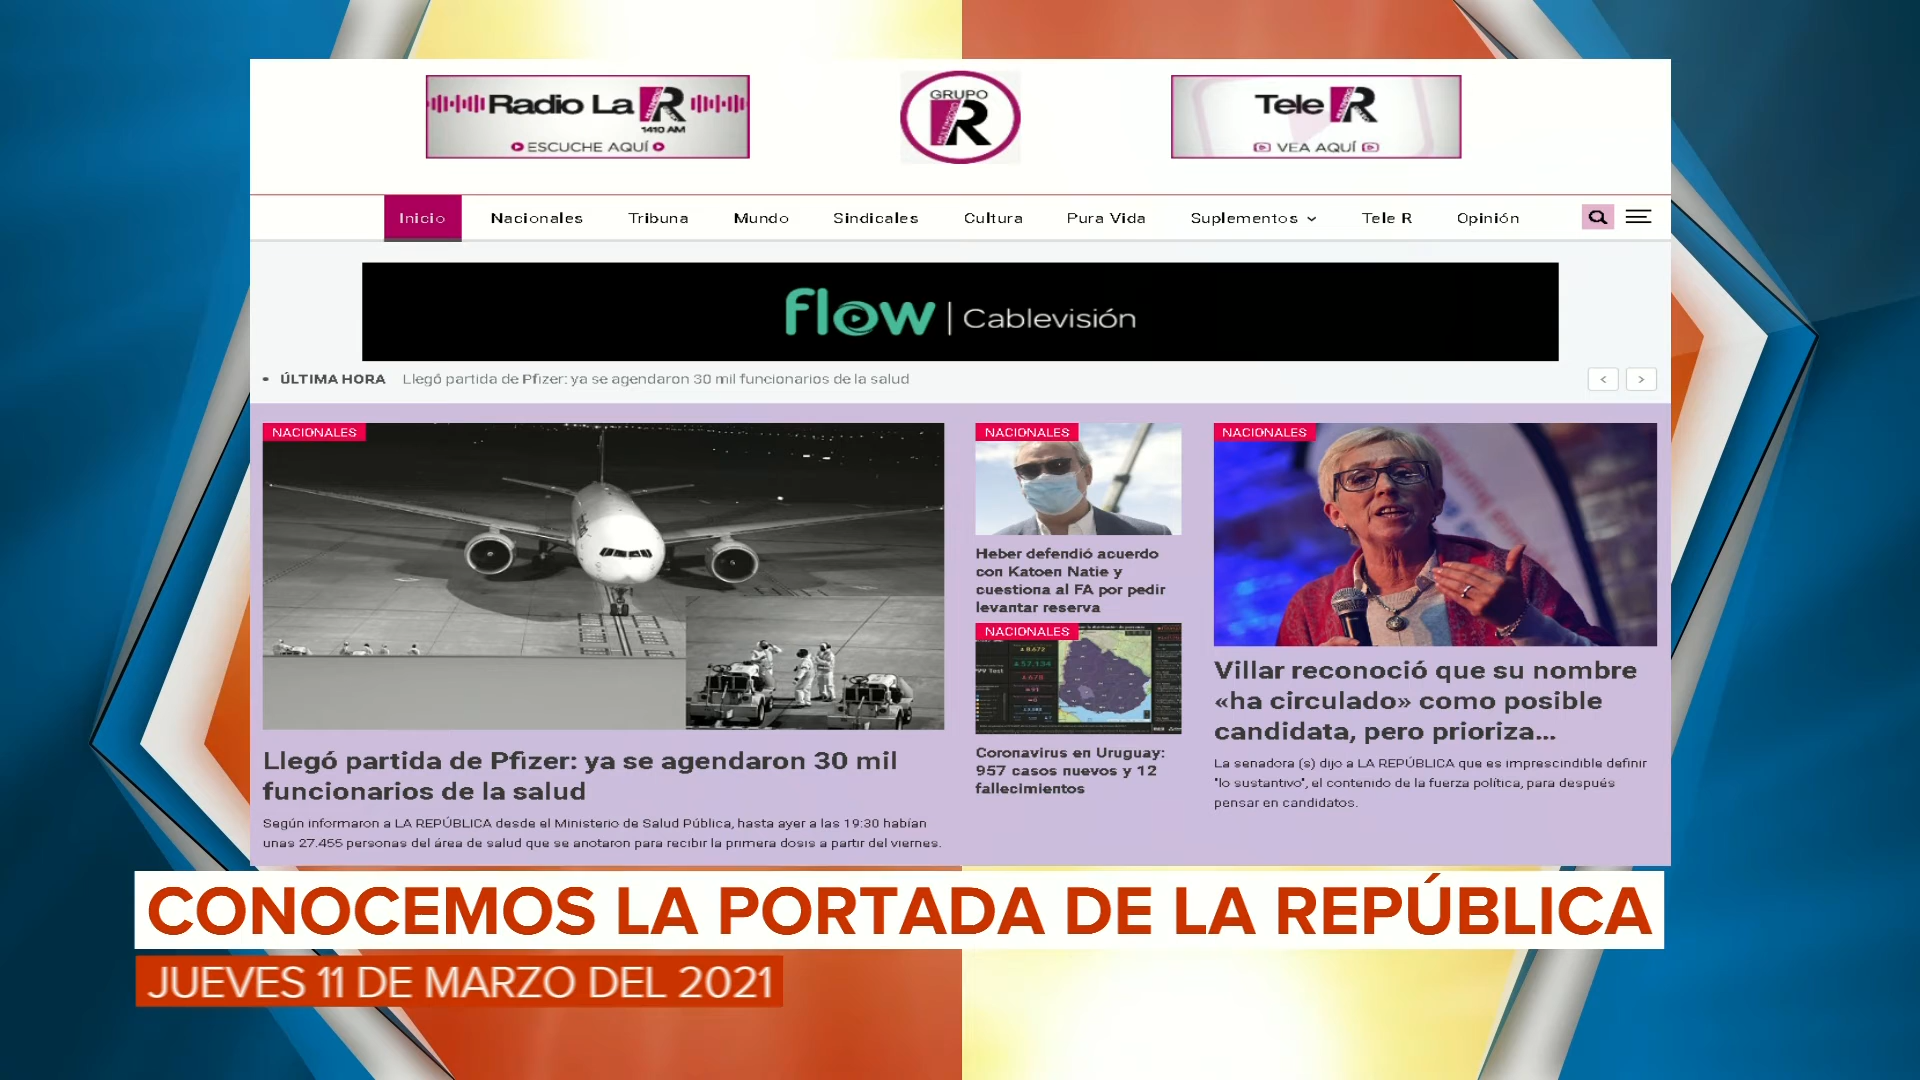 Radio La R
1410 AM
ESCUCHE AQUÍ
GRUPO
R
MULTIMEDIO
Tele R
VEA AQUÍ
Inicio
Nacionales
Tribuna
Mundo
Sindicales
Cultura
Pura Vida
Suplementos
Tele R
Opinión
flow | Cablevisión
• ÚLTIMA HORA Llegó partida de Pfizer: ya se agendaron 30 mil funcionarios de la salud
NACIONALES
Llegó partida de Pfizer: ya se agendaron 30 mil
funcionarios de la salud
Según informaron a LA REPÚBLICA desde el Ministerio de Salud Pública, hasta ayer a las 19:30 habían
unas 27.455 personas del área de salud que se anotaron para recibir la primera dosis a partir del viernes.
NACIONALES
Heber defendió acuerdo
con Katoen Natie y
cuestiona al FA por pedir
levantar reserva
NACIONALES
Coronavirus en Uruguay:
957 casos nuevos y 12
fallecimientos
NACIONALES
Villar reconoció que su nombre
«ha circulado» como posible
candidata, pero prioriza...
La senadora (s) dijo a LA REPÚBLICA que es imprescindible definir
"lo sustantivo", el contenido de la fuerza política, para después
pensar en candidatos.
CONOCEMOS LA PORTADA DE LA REPÚBLICA
JUEVES 11 DE MARZO DEL 2021